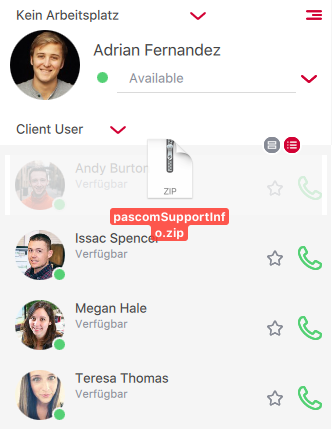 Kein Arbeitsplatz
Adrian Fernandez
Available
Client User
Andy Burton
Verfügbar
ZIP
pascomSupportInf
o.zip
Issac Spencer
Verfügbar
Megan Hale
Verfügbar
Teresa Thomas
Verfügbar